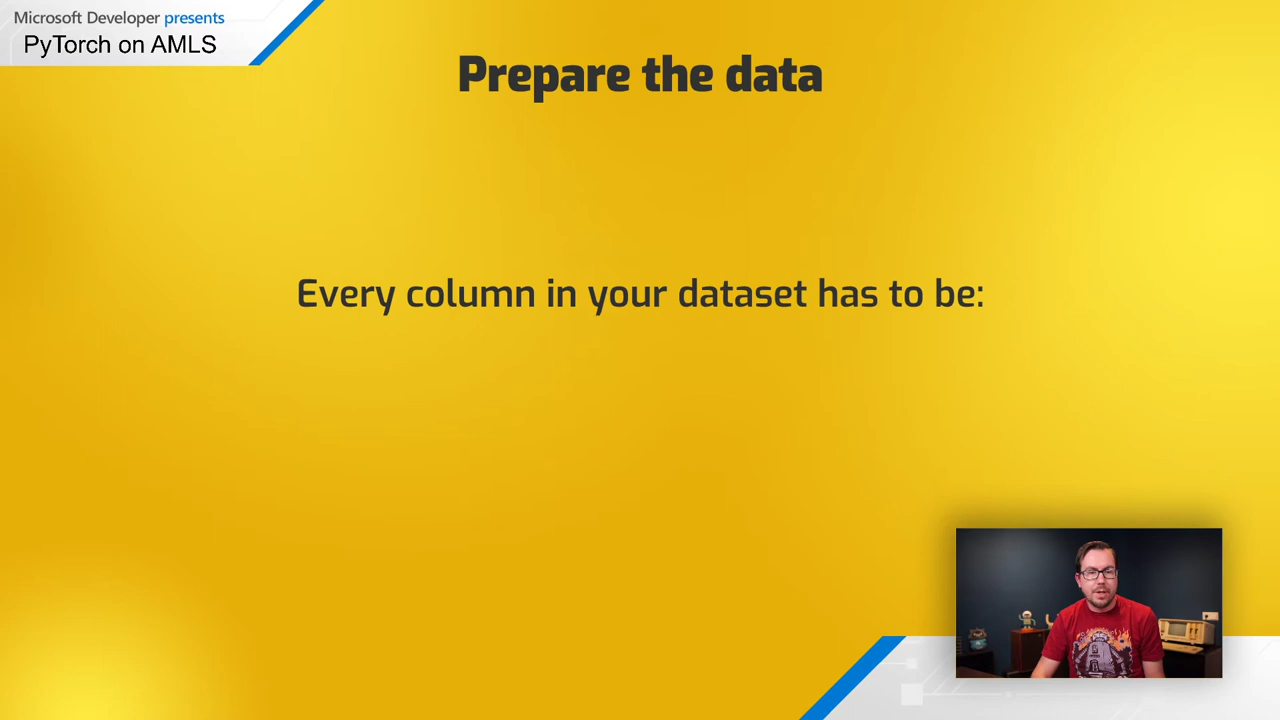 Microsoft Developer presents
PyTorch on AMLS
Prepare the data
Every column in your dataset has to be: